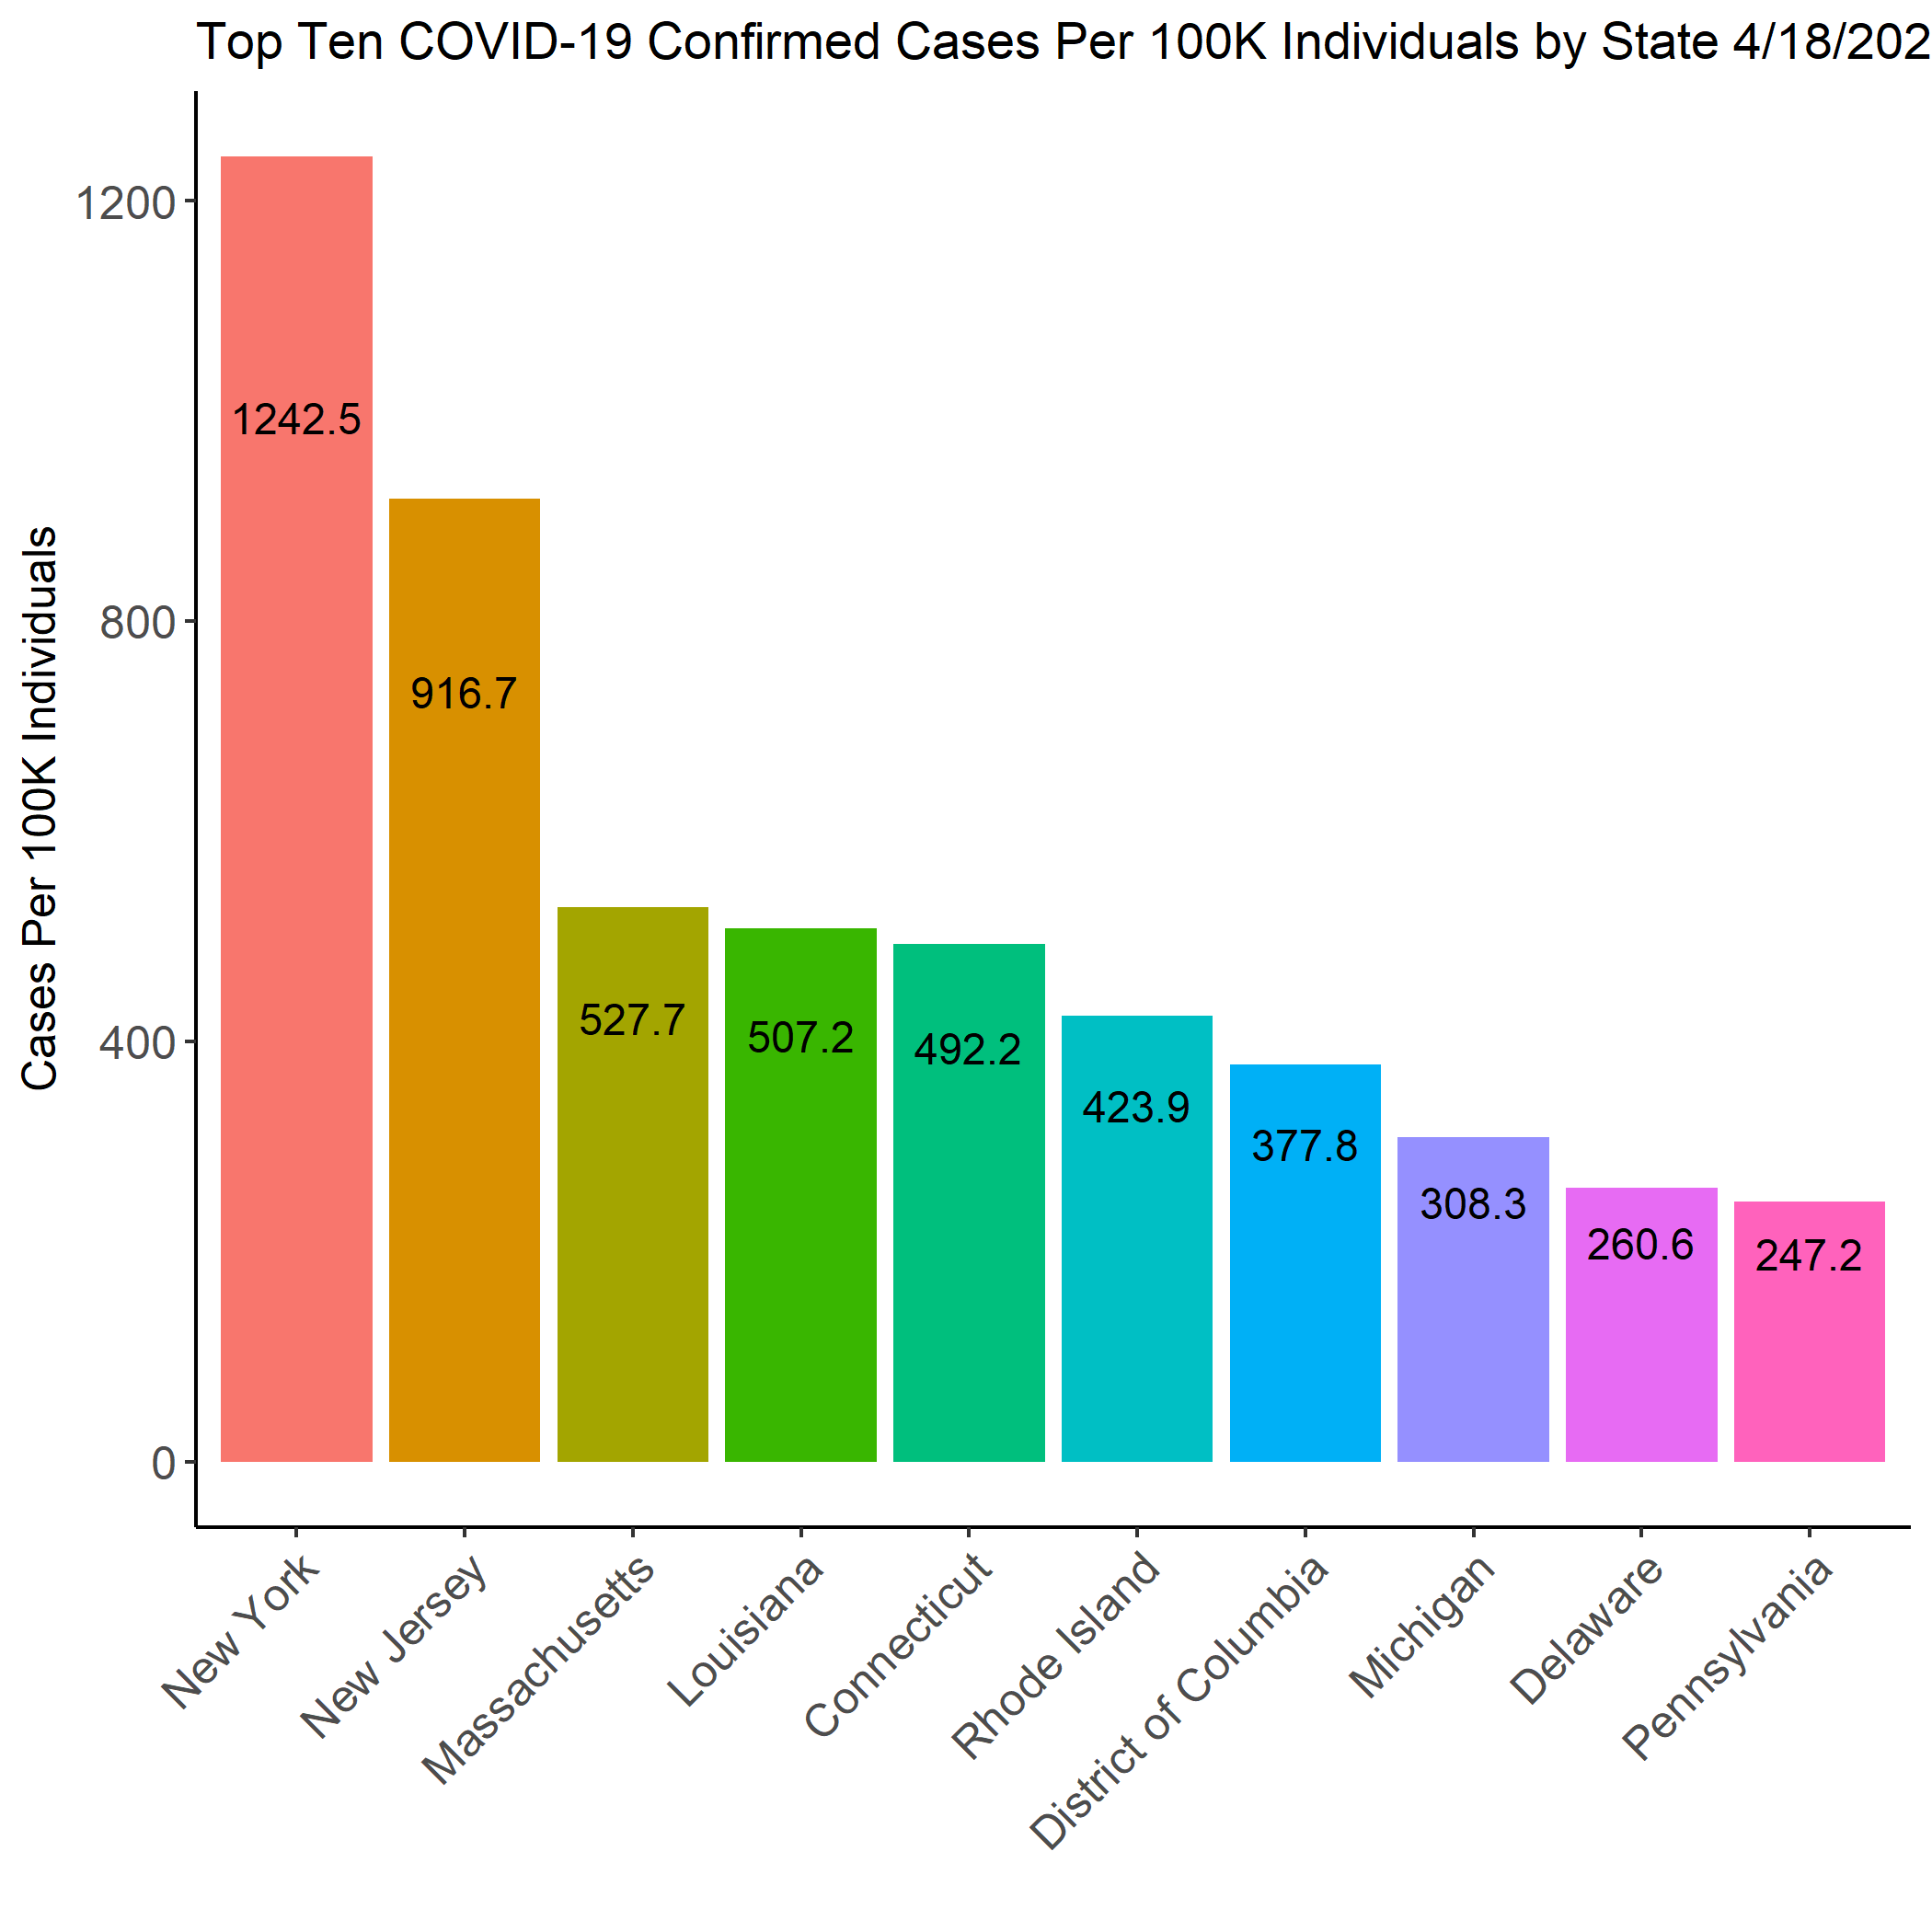 Top Ten COVID-19 Confirmed Cases Per 100K Individuals by State 4/18/202
Cases Per 100K Individuals
1200
800
400
0
1242.5
916.7
527.7
507.2
492.2
423.9
377.8
308.3
260.6
247.2
New York
New Jersey
Massachusetts
Louisiana
Connecticut
Rhode Island
District of Columbia
Michigan
Delaware
Pennsylvania